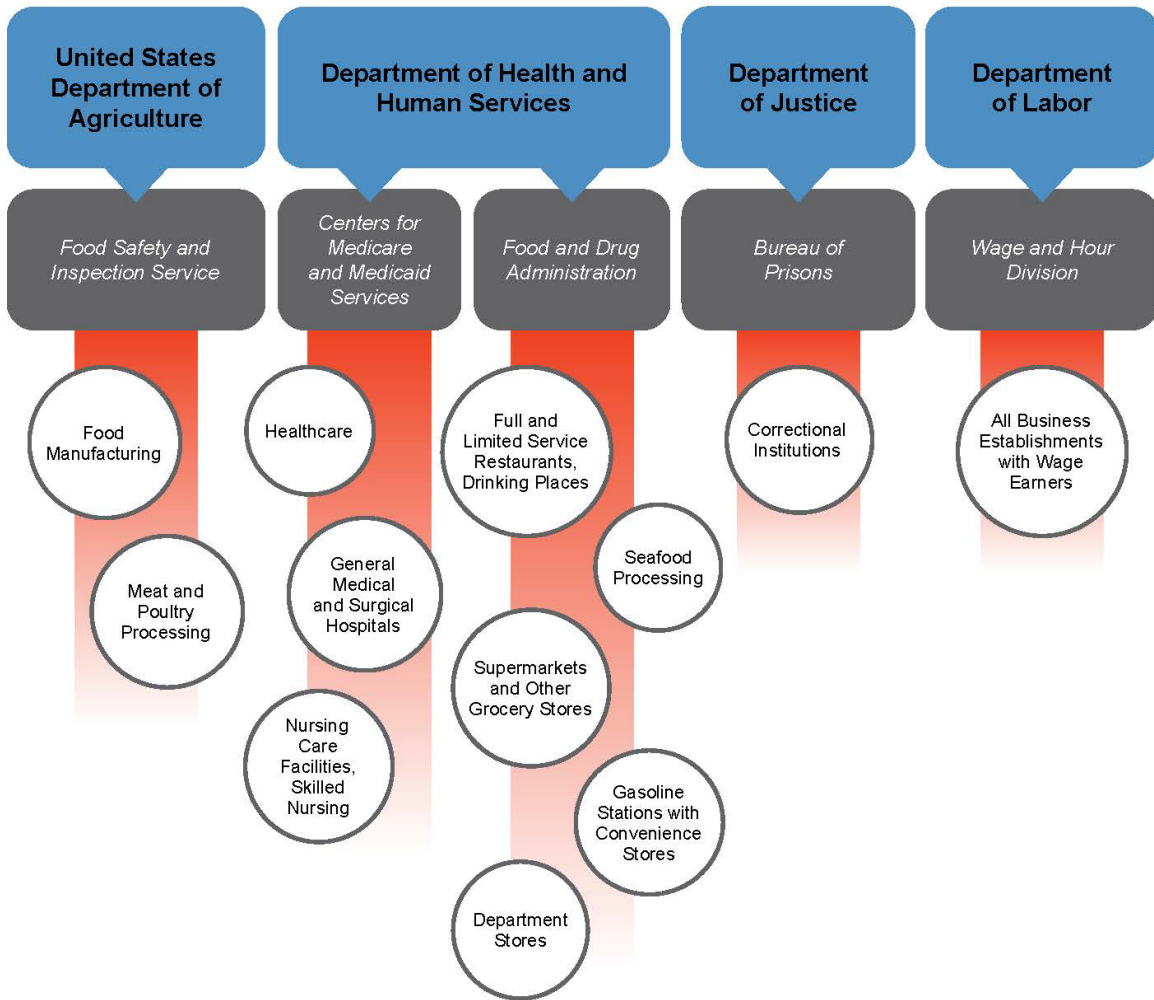 United States
Department of
Agriculture
Department of Health and
Human Services
Department
of Justice
Department
of Labor
Food Safety and
Inspection Service
Centers for
Medicare
and Medicaid
Services
Food and Drug
Administration
Bureau of
Prisons
Wage and Hour
Division
Food
Manufacturing
Meat and
Poultry
Processing
Healthcare
General
Medical
and Surgical
Hospitals
Nursing
Care
Facilities,
Skilled
Nursing
Full and
Limited Service
Restaurants,
Drinking Places
Seafood
Processing
Supermarkets
and Other
Grocery Stores
Gasoline
Stations with
Convenience
Stores
Department
Stores
Correctional
Institutions
All Business
Establishments
with Wage
Earners